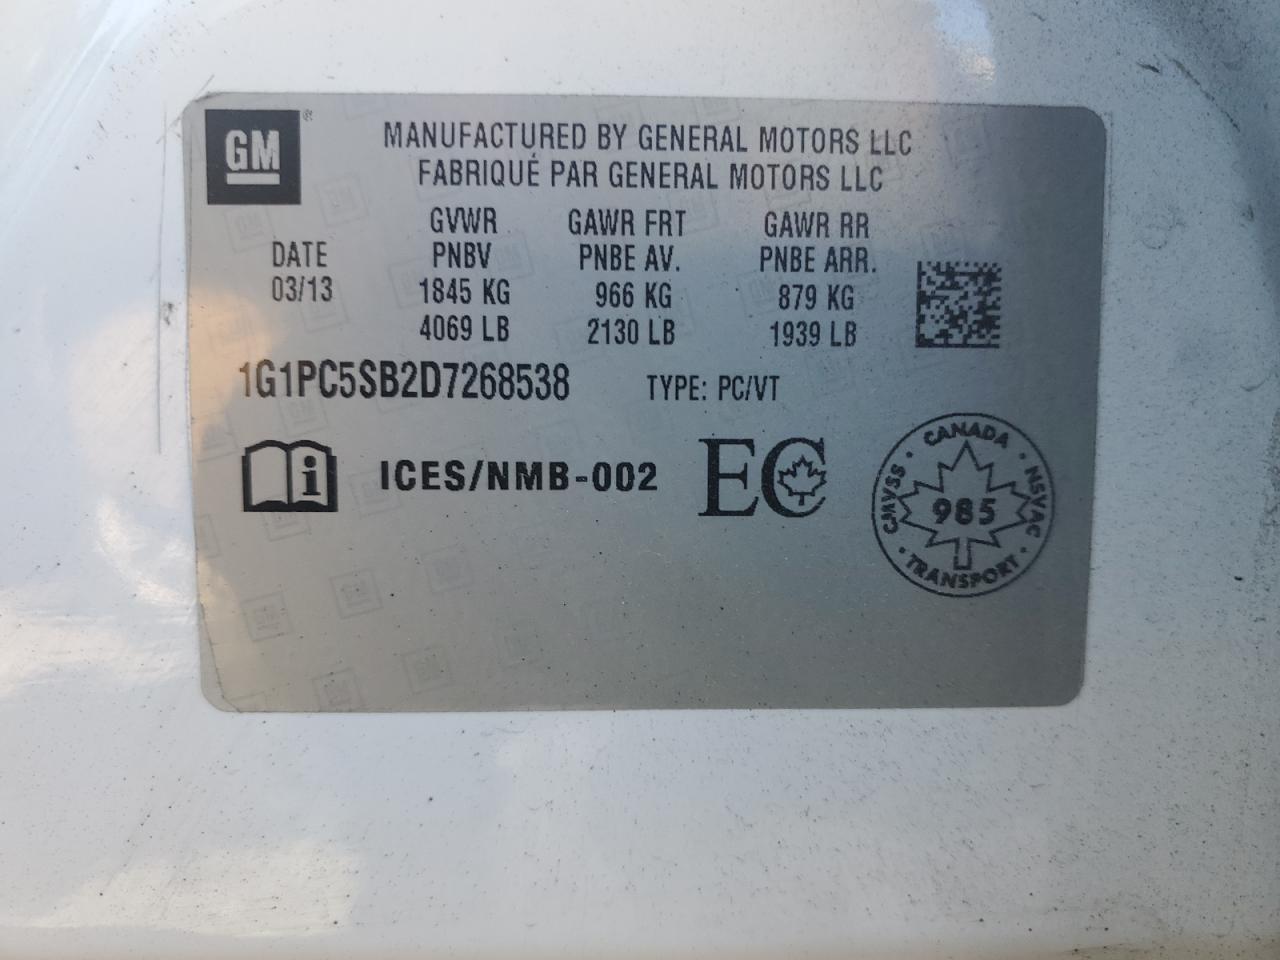 GM ®
MANUFACTURED BY GENERAL MOTORS LLC
FABRIQUÉ PAR GENERAL MOTORS LLC
GVWR GAWR FRT GAWR RR
DATE PNBV PNBE AV. PNBE ARR.
03/13 1845 KG 966 KG 879 KG
4069 LB 2130 LB 1939 LB
1G1PC5SB2D7268538 TYPE: PC/VT
i ICES/NMB-002 EC
CANADA
CMVSS · 985 · NSVAC
TRANSPORT